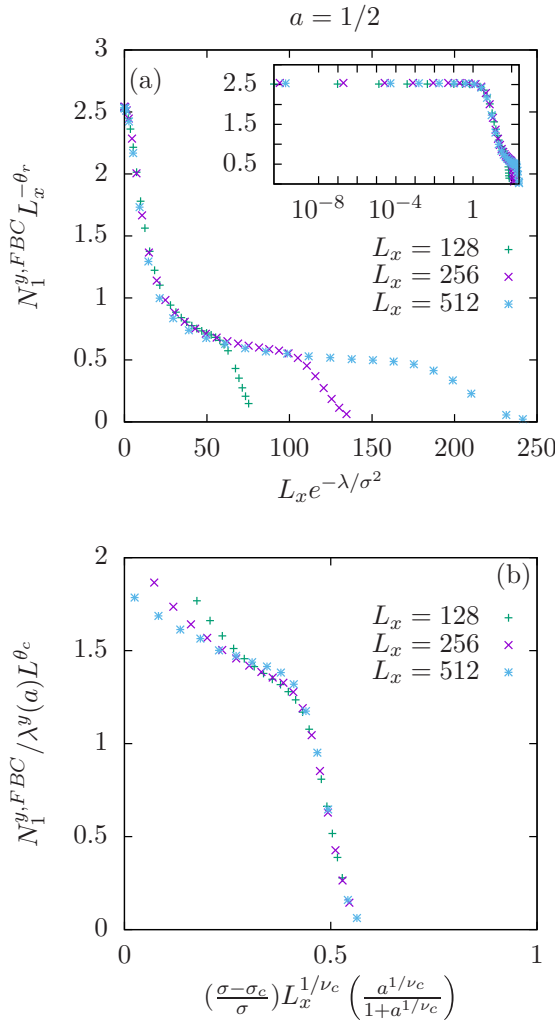 a = 1/2
(a)
N_1^{y,FBC} L_x^{-θ_r}
3
2.5
2
1.5
1
0.5
0
2.5
1.5
0.5
10^{-8} 10^{-4} 1
L_x = 128
L_x = 256
L_x = 512
0 50 100 150 200 250
L_x e^{-λ/σ^2}
(b)
N_1^{y,FBC}/λ^y(a)L^{θ_c}
2
1.5
1
0.5
0
L_x = 128
L_x = 256
L_x = 512
0 0.5 1
(\frac{σ-σ_c}{σ})L_x^{1/ν_c} (\frac{a^{1/ν_c}}{1+a^{1/ν_c}})